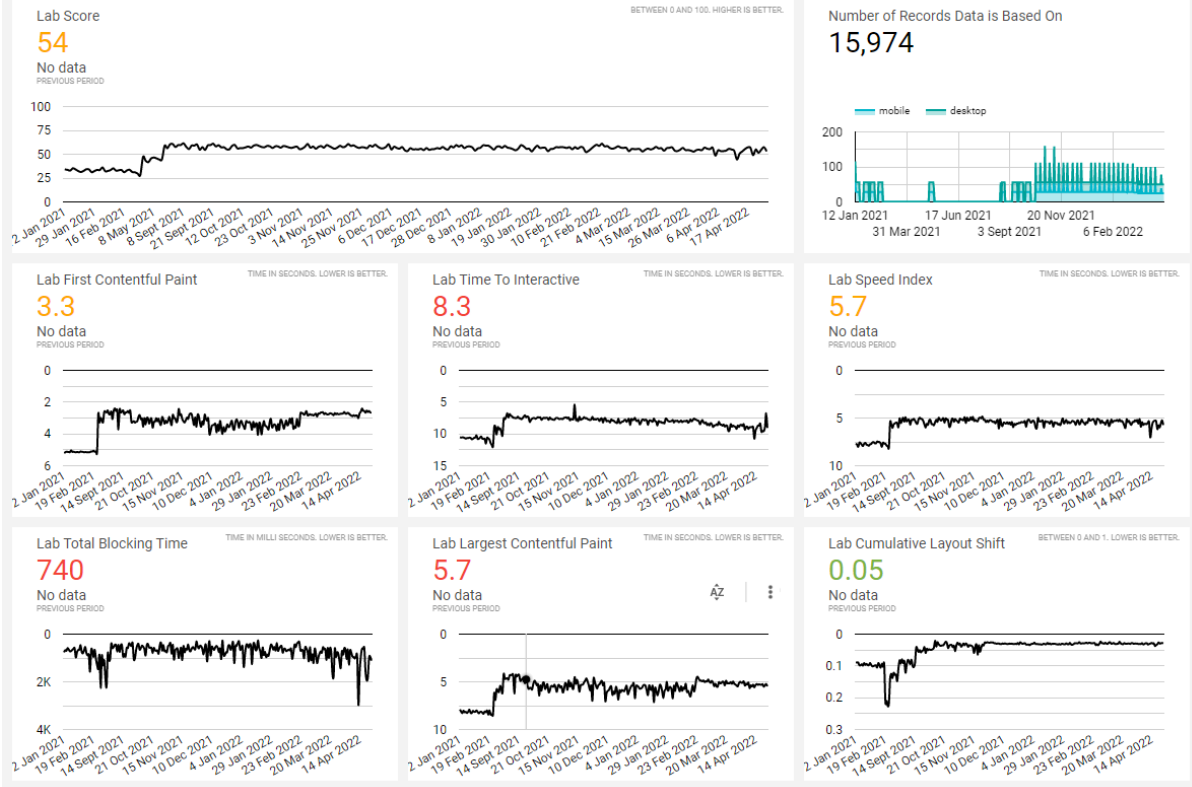 Lab Score
BETWEEN 0 AND 100. HIGHER IS BETTER.
54
No data
PREVIOUS PERIOD
100
75
50
25
0
2 Jan 2021
29 Jan 2021
16 Feb 2021
8 May 2021
8 Sept 2021
21 Sept 2021
12 Oct 2021
23 Oct 2021
3 Nov 2021
14 Nov 2021
25 Nov 2021
6 Dec 2021
17 Dec 2021
28 Dec 2021
8 Jan 2022
19 Jan 2022
30 Jan 2022
10 Feb 2022
21 Feb 2022
4 Mar 2022
15 Mar 2022
26 Mar 2022
6 Apr 2022
17 Apr 2022
Number of Records Data is Based On
15,974
mobile desktop
200
100
0
12 Jan 2021 17 Jun 2021 20 Nov 2021
31 Mar 2021 3 Sept 2021 6 Feb 2022
Lab First Contentful Paint
TIME IN SECONDS. LOWER IS BETTER.
3.3
No data
PREVIOUS PERIOD
0
2
4
6
2 Jan 2021
19 Feb 2021
14 Sept 2021
21 Oct 2021
15 Nov 2021
10 Dec 2021
4 Jan 2022
29 Jan 2022
23 Feb 2022
20 Mar 2022
14 Apr 2022
Lab Time To Interactive
TIME IN SECONDS. LOWER IS BETTER.
8.3
No data
PREVIOUS PERIOD
0
5
10
15
2 Jan 2021
19 Feb 2021
14 Sept 2021
21 Oct 2021
15 Nov 2021
10 Dec 2021
4 Jan 2022
29 Jan 2022
23 Feb 2022
20 Mar 2022
14 Apr 2022
Lab Speed Index
TIME IN SECONDS. LOWER IS BETTER.
5.7
No data
PREVIOUS PERIOD
0
5
10
2 Jan 2021
19 Feb 2021
14 Sept 2021
21 Oct 2021
15 Nov 2021
10 Dec 2021
4 Jan 2022
29 Jan 2022
23 Feb 2022
20 Mar 2022
14 Apr 2022
Lab Total Blocking Time
TIME IN MILLI SECONDS. LOWER IS BETTER.
740
No data
PREVIOUS PERIOD
0
2K
4K
2 Jan 2021
19 Feb 2021
14 Sept 2021
21 Oct 2021
15 Nov 2021
10 Dec 2021
4 Jan 2022
29 Jan 2022
23 Feb 2022
20 Mar 2022
14 Apr 2022
Lab Largest Contentful Paint
TIME IN SECONDS. LOWER IS BETTER.
5.7
AZ
No data
PREVIOUS PERIOD
0
5
10
2 Jan 2021
19 Feb 2021
14 Sept 2021
21 Oct 2021
15 Nov 2021
10 Dec 2021
4 Jan 2022
29 Jan 2022
23 Feb 2022
20 Mar 2022
14 Apr 2022
Lab Cumulative Layout Shift
BETWEEN 0 AND 1. LOWER IS BETTER.
0.05
No data
PREVIOUS PERIOD
0
0.1
0.2
0.3
2 Jan 2021
19 Feb 2021
14 Sept 2021
21 Oct 2021
15 Nov 2021
10 Dec 2021
4 Jan 2022
29 Jan 2022
23 Feb 2022
20 Mar 2022
14 Apr 2022